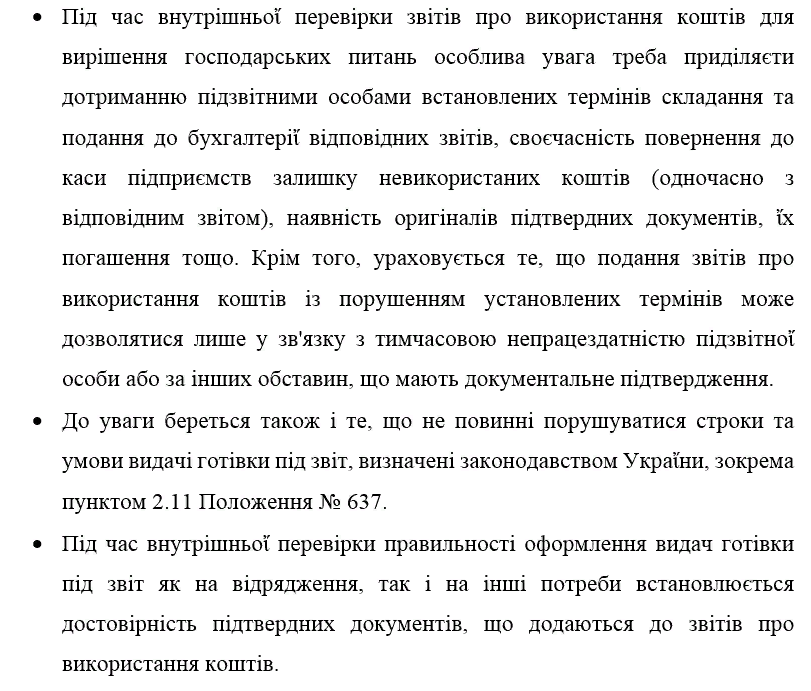 • Під час внутрішньої перевірки звітів про використання коштів для
вирішення господарських питань особлива увага треба приділяєти
дотриманню підзвітними особами встановлених термінів складання та
подання до бухгалтерії відповідних звітів, своєчасність повернення до
каси підприємств залишку невикористаних коштів (одночасно з
відповідним звітом), наявність оригіналів підтвердних документів, їх
погашення тощо. Крім того, ураховується те, що подання звітів про
використання коштів із порушенням установлених термінів може
дозволятися лише у зв'язку з тимчасовою непрацездатністю підзвітної
особи або за інших обставин, що мають документальне підтвердження.
• До уваги береться також і те, що не повинні порушуватися строки та
умови видачі готівки під звіт, визначені законодавством України, зокрема
пунктом 2.11 Положення № 637.
• Під час внутрішньої перевірки правильності оформлення видач готівки
під звіт як на відрядження, так і на інші потреби встановлюється
достовірність підтвердних документів, що додаються до звітів про
використання коштів.